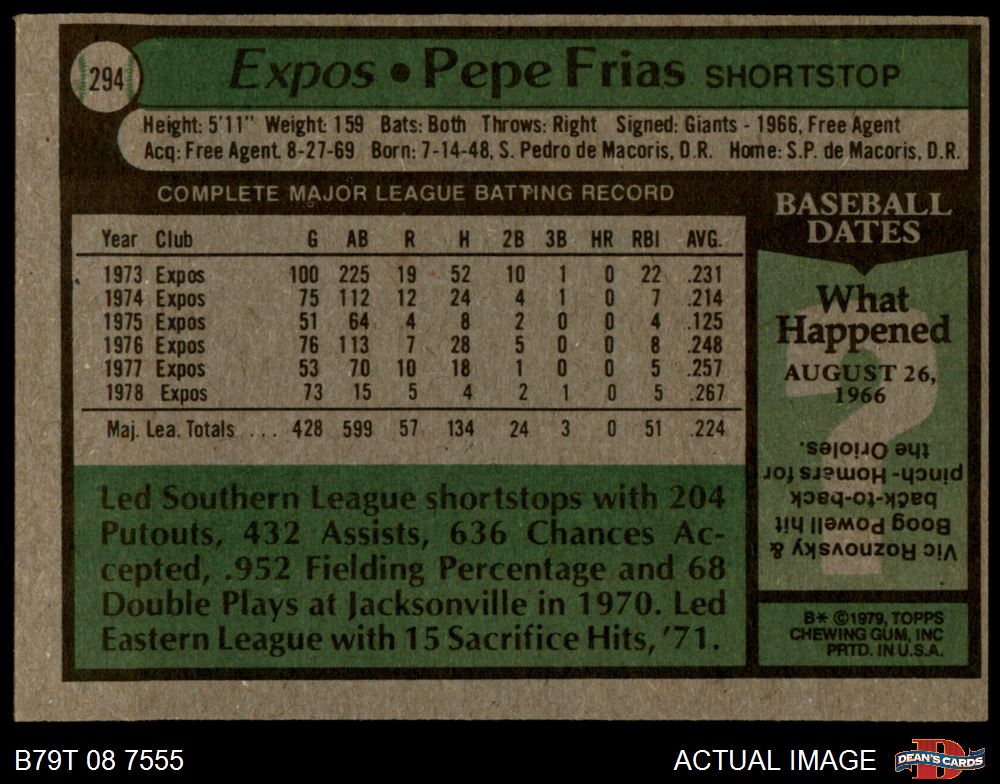 294
Expos • Pepe Frias SHORTSTOP
Height: 5'11" Weight: 159 Bats: Both Throws: Right Signed: Giants - 1966, Free Agent
Acq: Free Agent. 8-27-69 Born: 7-14-48, S. Pedro de Macoris, D.R. Home: S.P. de Macoris, D.R.
COMPLETE MAJOR LEAGUE BATTING RECORD
Year Club G AB R H 2B 3B HR RBI AVG.
1973 Expos 100 225 19 52 10 1 0 22 .231
1974 Expos 75 112 12 24 4 1 0 7 .214
1975 Expos 51 64 4 8 2 0 0 4 .125
1976 Expos 76 113 7 28 5 0 0 8 .248
1977 Expos 53 70 10 18 1 0 0 5 .257
1978 Expos 73 15 5 4 2 1 0 5 .267
Maj. Lea. Totals ... 428 599 57 134 24 3 0 51 .224
Led Southern League shortstops with 204
Putouts, 432 Assists, 636 Chances Ac-
cepted, .952 Fielding Percentage and 68
Double Plays at Jacksonville in 1970. Led
Eastern League with 15 Sacrifice Hits, '71.
BASEBALL
DATES
What
Happened
AUGUST 26,
1966
Vic Roznovsky &
Boog Powell hit
back-to-back
pinch-Homers for
the Orioles.
B* ©1979, TOPPS
CHEWING GUM, INC
PRTD. IN U.S.A.
B79T 08 7555
ACTUAL IMAGE
D
DEAN'S CARDS